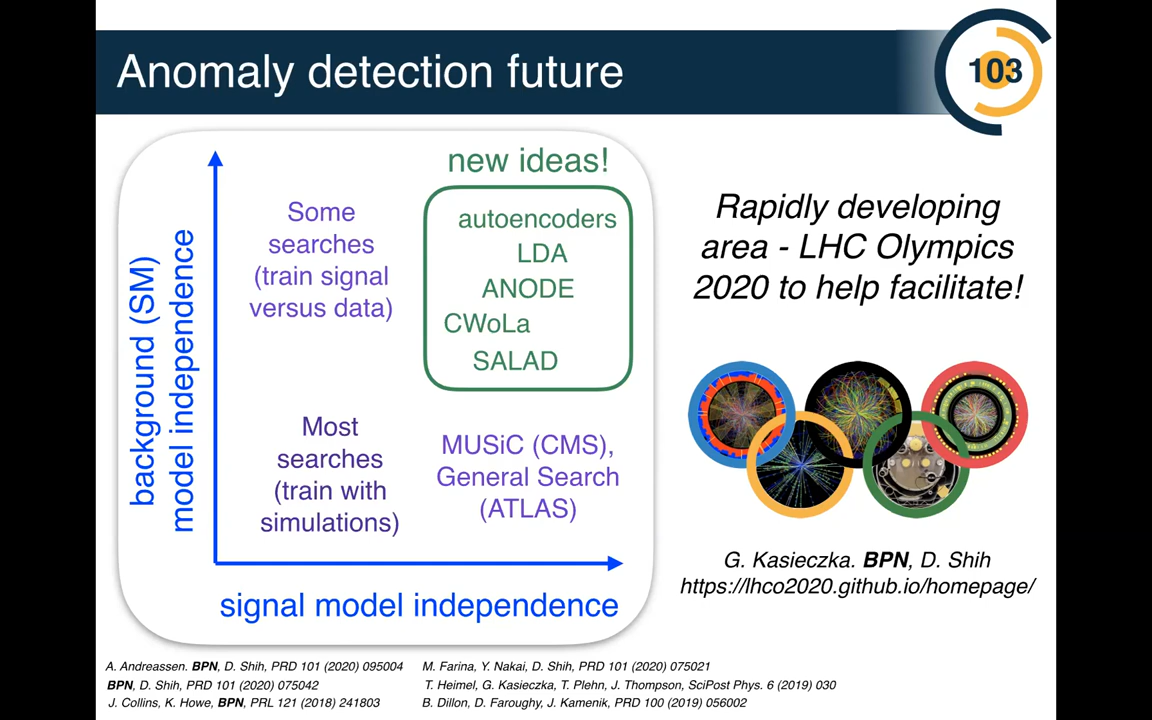 Anomaly detection future
103
new ideas!
background (SM)
model independence
Some
searches
(train signal
versus data)
autoencoders
LDA
ANODE
CWoLa
SALAD
Most
searches
(train with
simulations)
MUSiC (CMS),
General Search
(ATLAS)
signal model independence
Rapidly developing
area - LHC Olympics
2020 to help facilitate!
G. Kasieczka. BPN, D. Shih
https://lhco2020.github.io/homepage/
A. Andreassen. BPN, D. Shih, PRD 101 (2020) 095004
BPN, D. Shih, PRD 101 (2020) 075042
J. Collins, K. Howe, BPN, PRL 121 (2018) 241803
M. Farina, Y. Nakai, D. Shih, PRD 101 (2020) 075021
T. Heimel, G. Kasieczka, T. Plehn, J. Thompson, SciPost Phys. 6 (2019) 030
B. Dillon, D. Faroughy, J. Kamenik, PRD 100 (2019) 056002